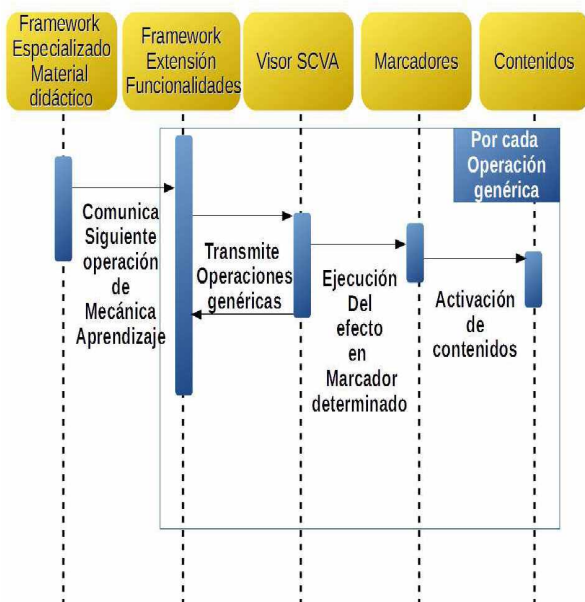 Framework
Especializado
Material
didáctico
Framework
Extensión
Funcionalidades
Visor SCVA
Marcadores
Contenidos
Por cada
Operación
genérica
Comunica
Siguiente
operación
de
Mecánica
Aprendizaje
Transmite
Operaciones
genéricas
Ejecución
Del
efecto
en
Marcador
determinado
Activación
de
contenidos